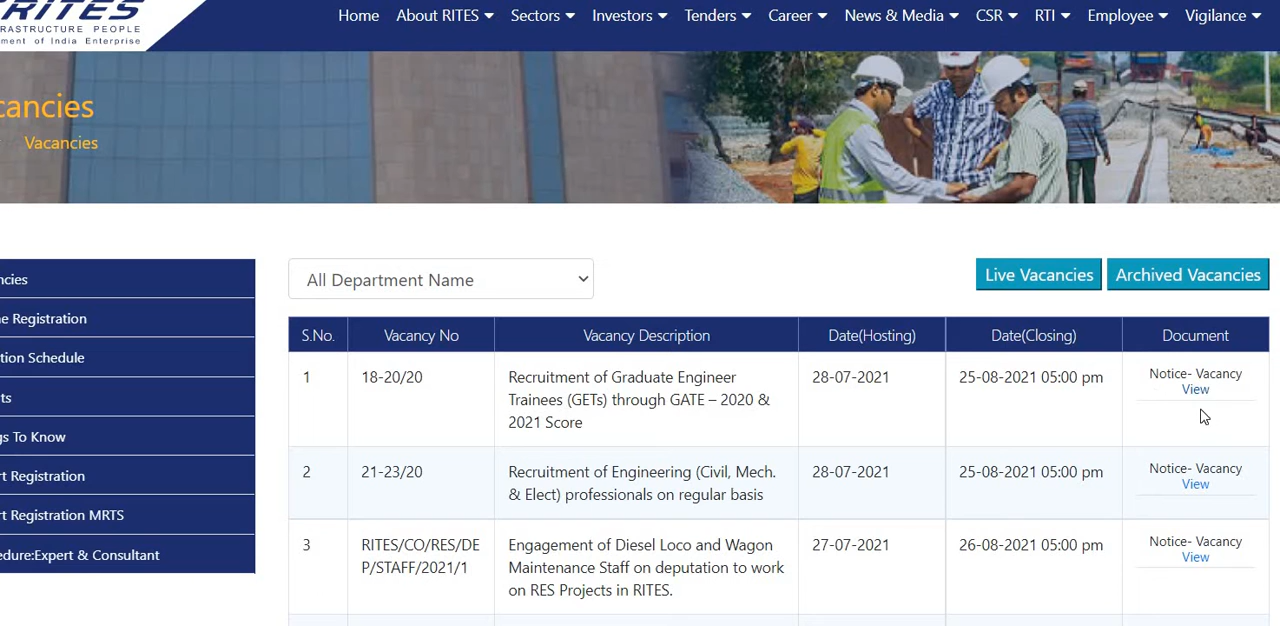 RITES
RASTRUCTURE PEOPLE
ment of India Enterprise
Home About RITES Sectors Investors Tenders Career News & Media CSR RTI Employee Vigilance
cancies
Vacancies
ncies
e Registration
tion Schedule
ts
gs To Know
rt Registration
rt Registration MRTS
edure:Expert & Consultant
All Department Name
Live Vacancies Archived Vacancies
S.No. Vacancy No Vacancy Description Date(Hosting) Date(Closing) Document
1 18-20/20 Recruitment of Graduate Engineer 28-07-2021 25-08-2021 05:00 pm Notice- Vacancy
Trainees (GETs) through GATE – 2020 & View
2021 Score
2 21-23/20 Recruitment of Engineering (Civil, Mech. 28-07-2021 25-08-2021 05:00 pm Notice- Vacancy
& Elect) professionals on regular basis View
3 RITES/CO/RES/DE Engagement of Diesel Loco and Wagon 27-07-2021 26-08-2021 05:00 pm Notice- Vacancy
P/STAFF/2021/1 Maintenance Staff on deputation to work View
on RES Projects in RITES.